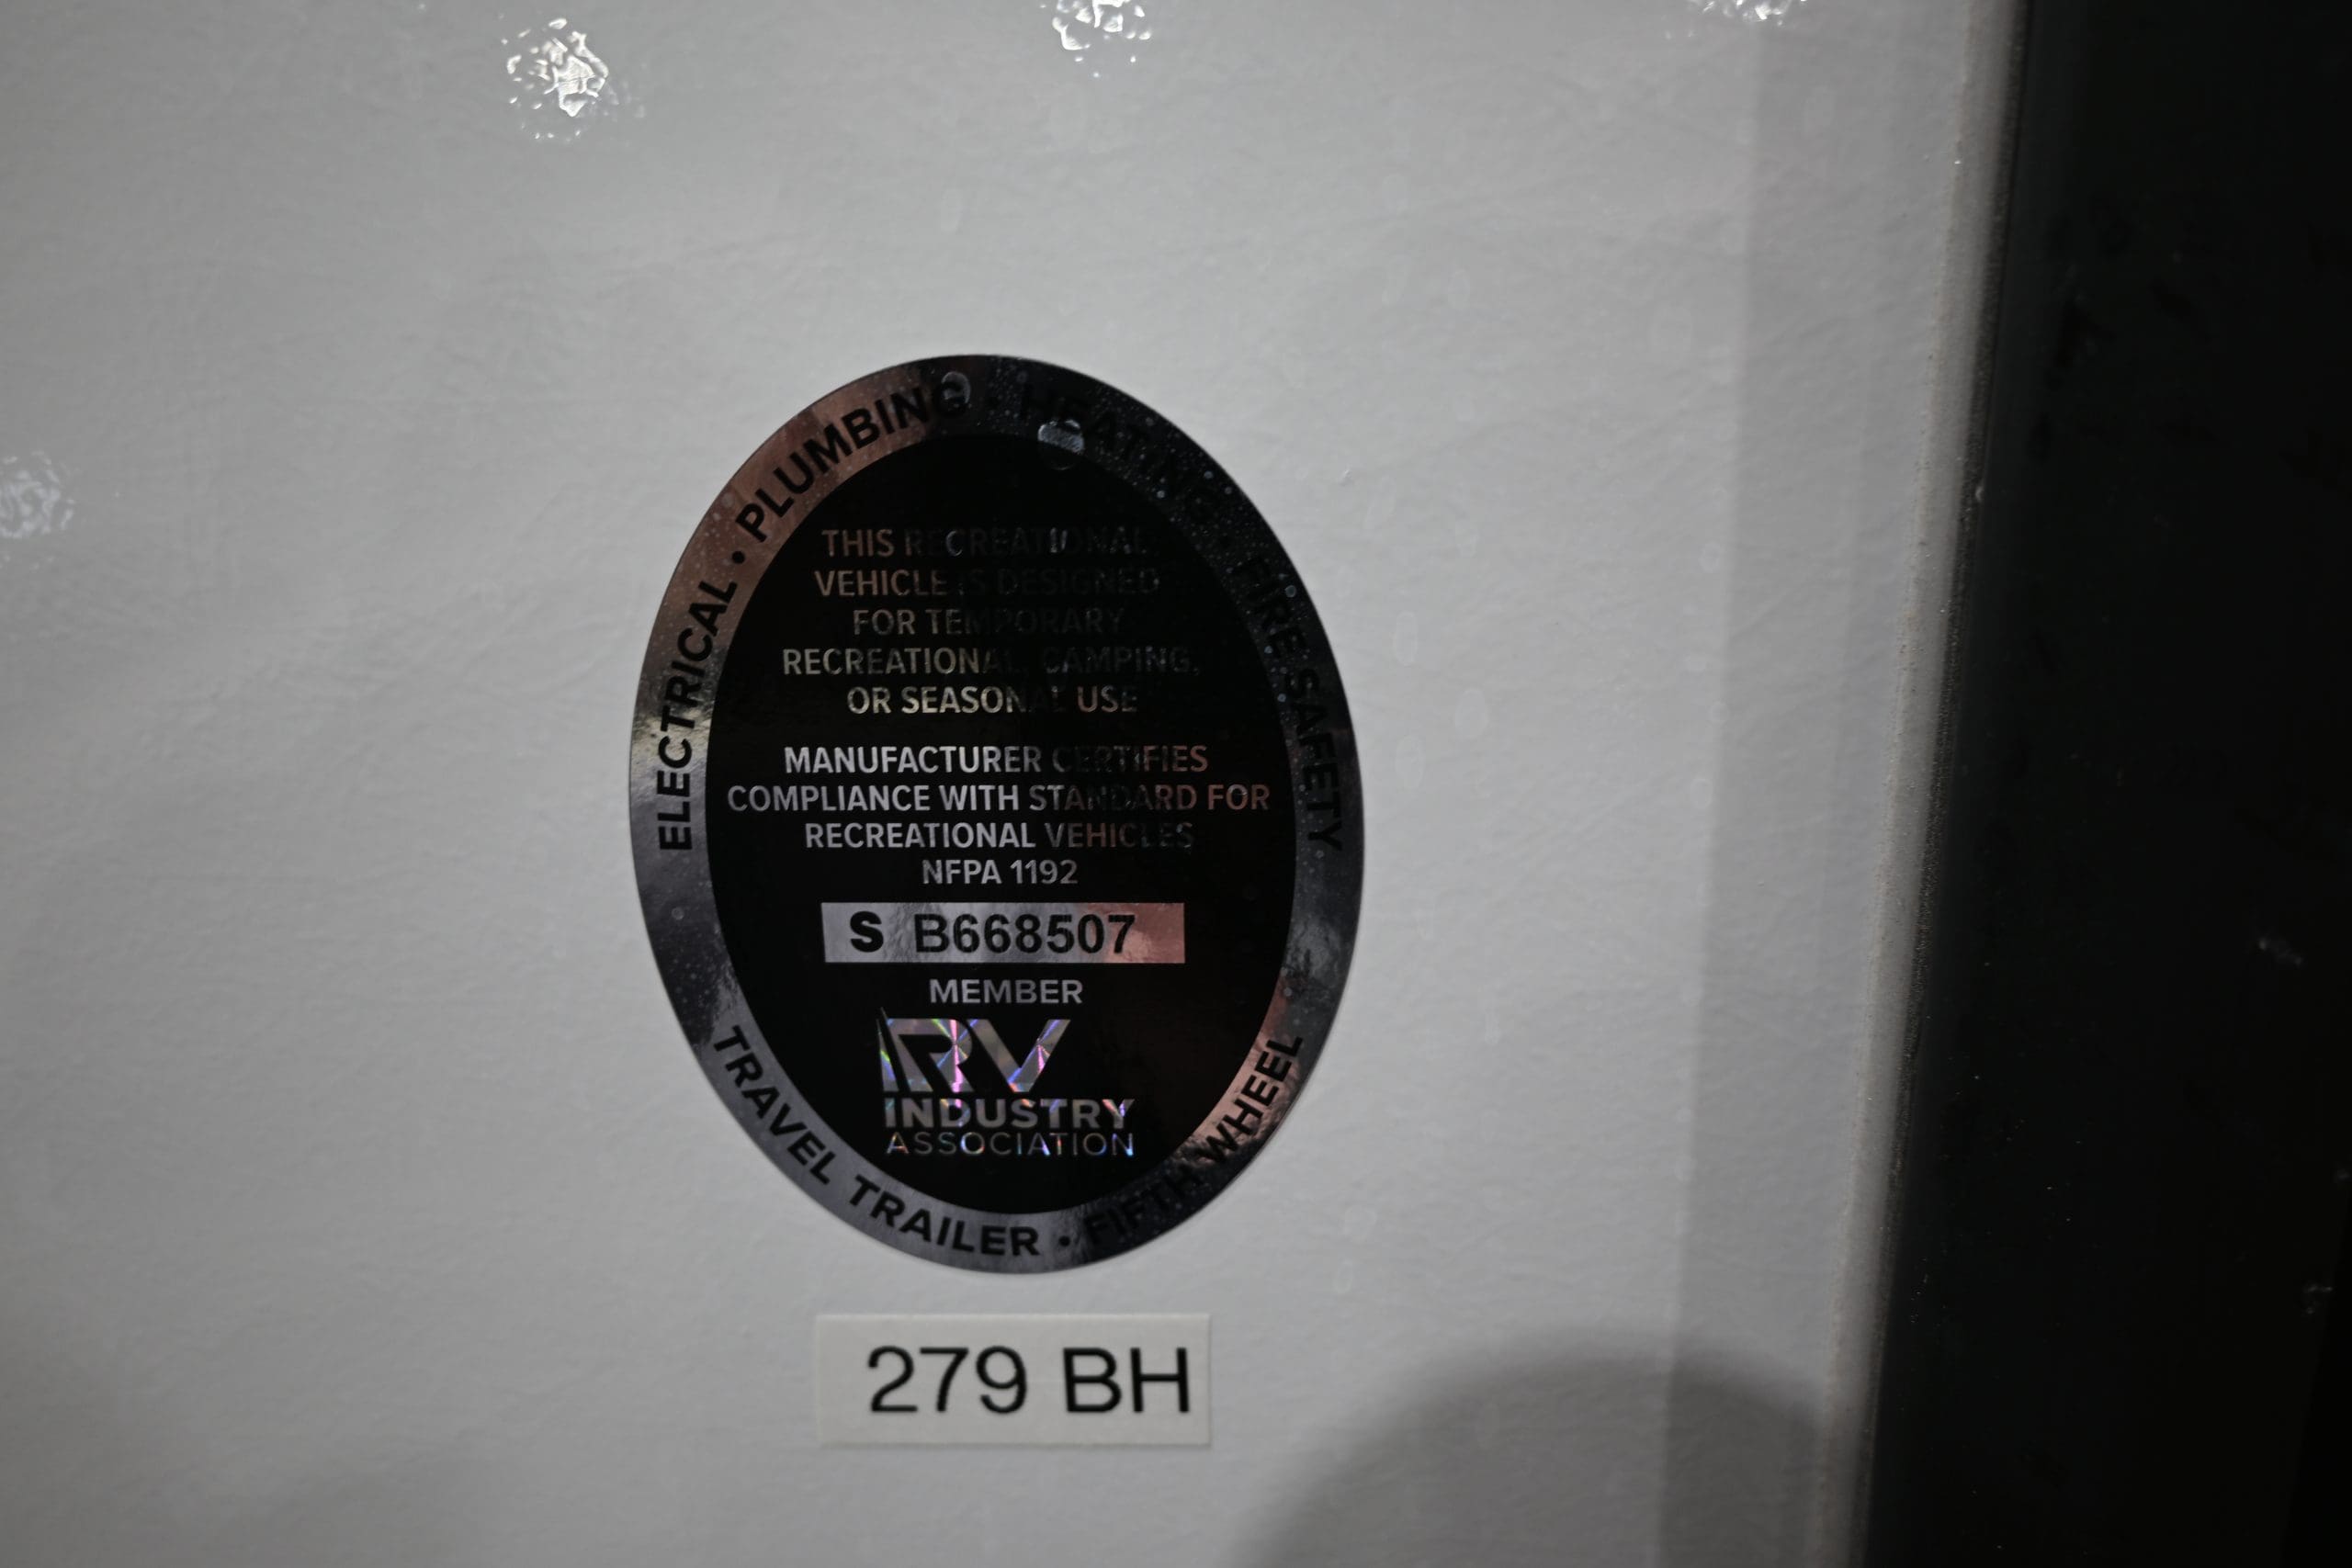 ELECTRICAL • PLUMBING • HEATING • FIRE SAFETY
THIS RECREATIONAL
VEHICLE IS DESIGNED
FOR TEMPORARY
RECREATIONAL, CAMPING,
OR SEASONAL USE
MANUFACTURER CERTIFIES
COMPLIANCE WITH STANDARD FOR
RECREATIONAL VEHICLES
NFPA 1192
S B668507
MEMBER
RV
INDUSTRY
ASSOCIATION
TRAVEL TRAILER • FIFTH WHEEL
279 BH